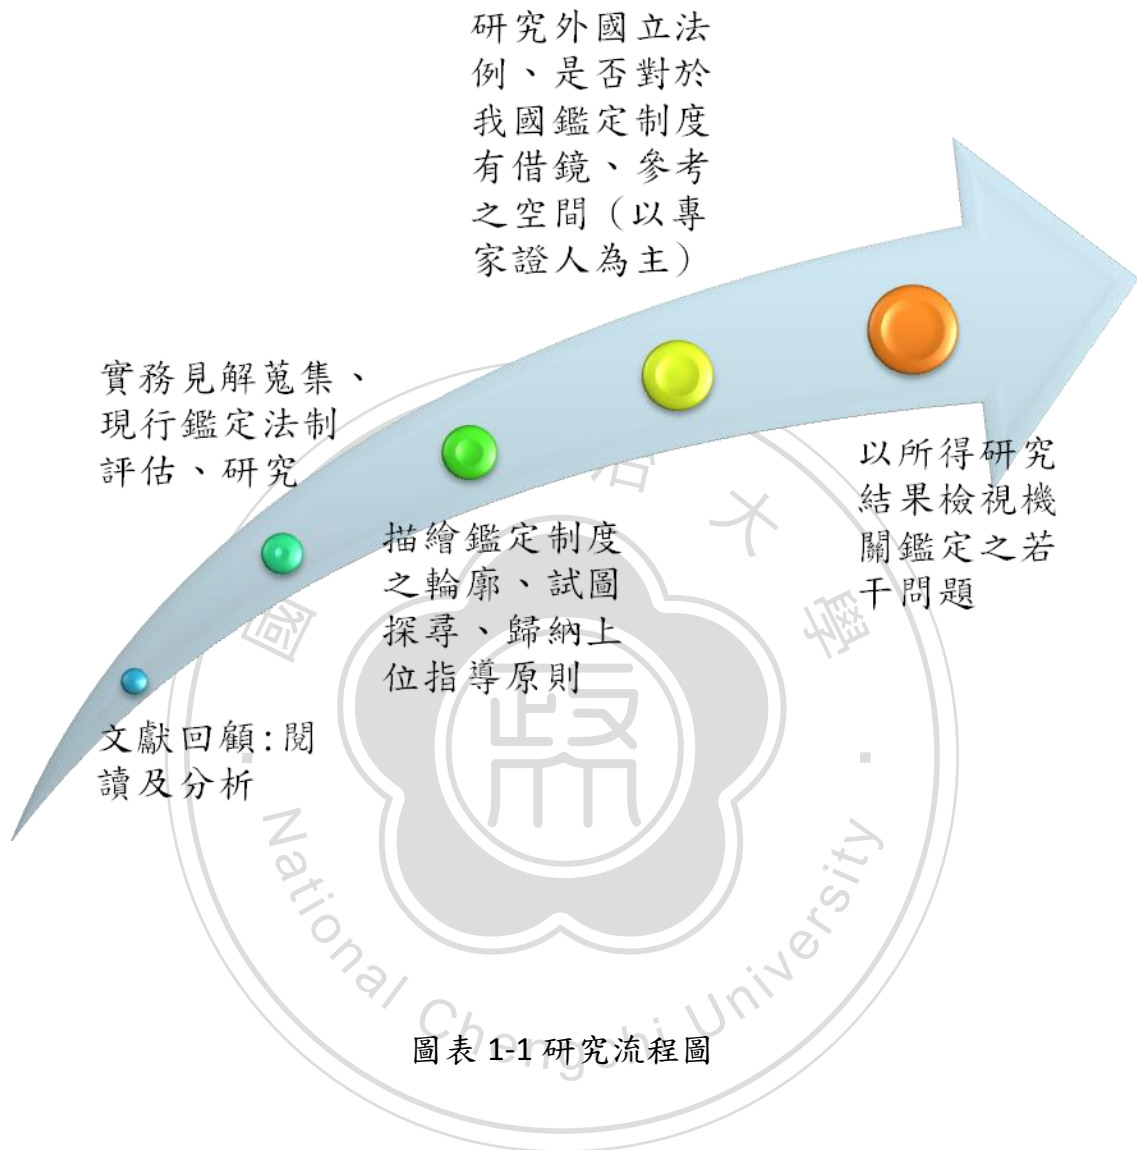 研究外國立法
例、是否對於
我國鑑定制度
有借鏡、參考
之空間（以專
家證人為主）
實務見解蒐集、
現行鑑定法制
評估、研究
以所得研究
結果檢視機
關鑑定之若
干問題
描繪鑑定制度
之輪廓、試圖
探尋、歸納上
位指導原則
文獻回顧:閱
讀及分析
國 治 大 學
政
National Chengchi University
圖表 1-1 研究流程圖